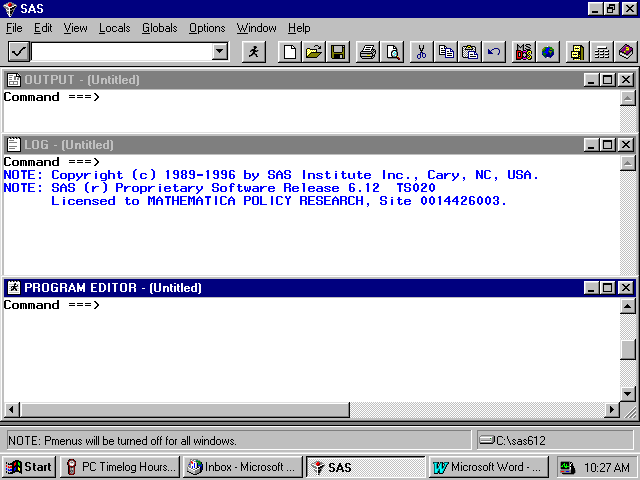 SAS
File Edit View Locals Globals Options Window Help
MS DOS
OUTPUT - (Untitled)
Command ===>
LOG - (Untitled)
Command ===>
NOTE: Copyright (c) 1989-1996 by SAS Institute Inc., Cary, NC, USA.
NOTE: SAS (r) Proprietary Software Release 6.12 TS020
Licensed to MATHEMATICA POLICY RESEARCH, Site 0014426003.
PROGRAM EDITOR - (Untitled)
Command ===>
NOTE: Pmenus will be turned off for all windows.
C:\sas612
Start PC Timelog Hours... Inbox - Microsoft ... SAS Microsoft Word - ... 10:27 AM